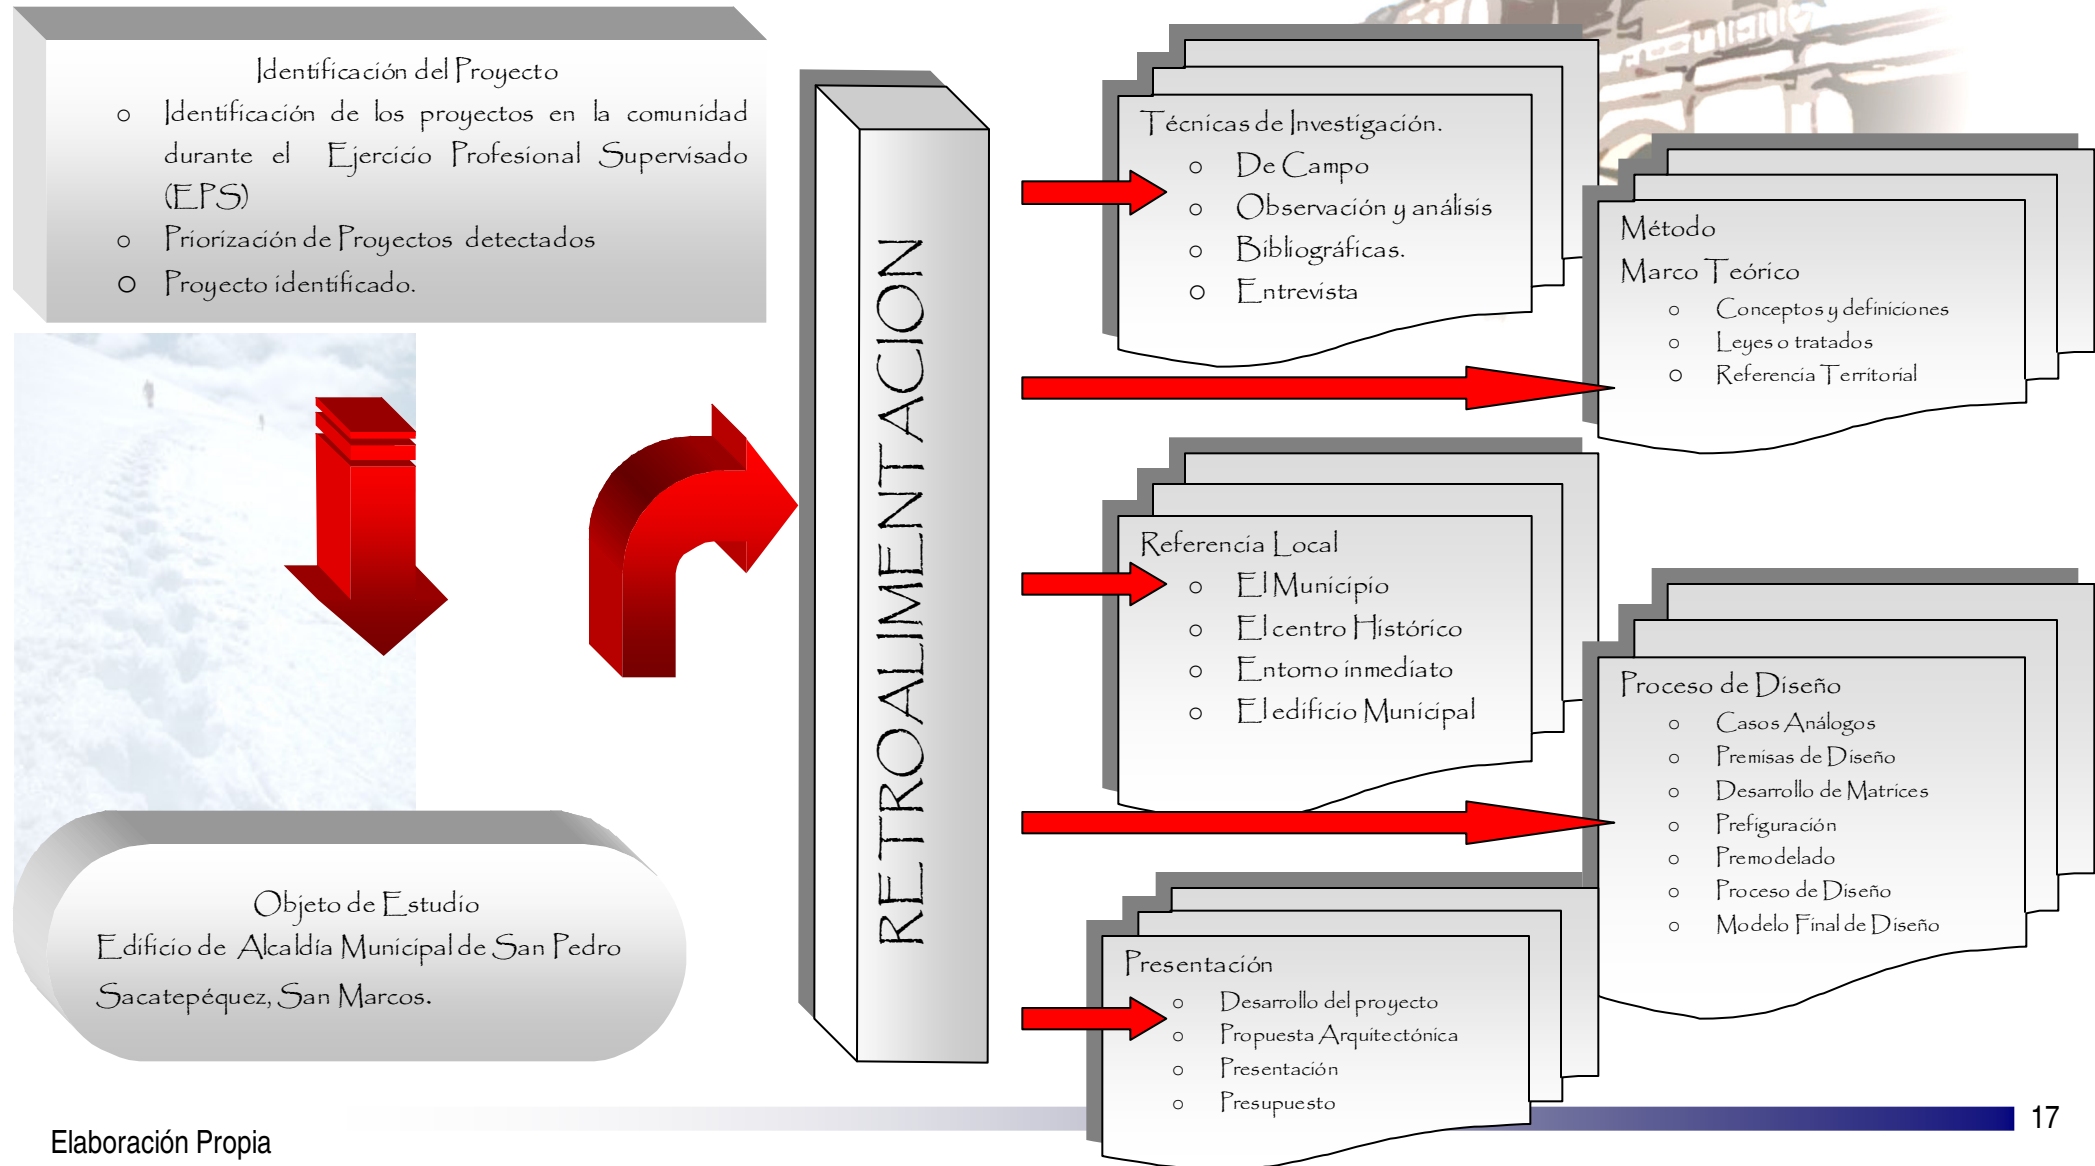 Identificación del Proyecto
o Identificación de los proyectos en la comunidad
durante el Ejercicio Profesional Supervisado
(EPS)
o Priorización de Proyectos detectados
o Proyecto identificado.
Objeto de Estudio
Edificio de Alcaldía Municipal de San Pedro
Sacatepéquez, San Marcos.
RETROALIMENTACION
Técnicas de Investigación.
o De Campo
o Observación y análisis
o Bibliográficas.
o Entrevista
Método
Marco Teórico
o Conceptos y definiciones
o Leyes o tratados
o Referencia Territorial
Referencia Local
o El Municipio
o El centro Histórico
o Entorno inmediato
o El edificio Municipal
Proceso de Diseño
o Casos Análogos
o Premisas de Diseño
o Desarrollo de Matrices
o Prefiguración
o Premodelado
o Proceso de Diseño
o Modelo Final de Diseño
Presentación
o Desarrollo del proyecto
o Propuesta Arquitectónica
o Presentación
o Presupuesto
Elaboración Propia
17